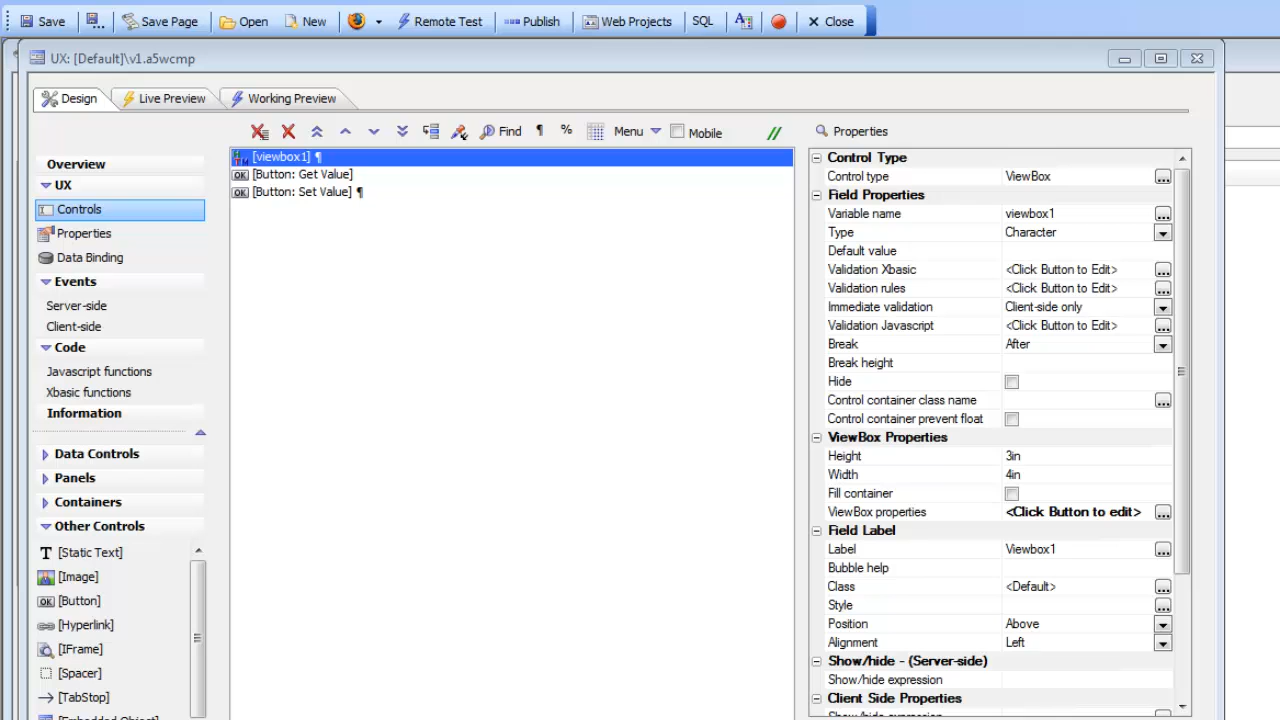 Save Save Page Open New Remote Test Publish Web Projects SQL Close
UX: [Default]\v1.a5wcmp
Design Live Preview Working Preview
Find ¶ % Menu Mobile // Properties
Overview
UX
Controls
Properties
Data Binding
Events
Server-side
Client-side
Code
Javascript functions
Xbasic functions
Information
Data Controls
Panels
Containers
Other Controls
[Static Text]
[Image]
[Button]
[Hyperlink]
[IFrame]
[Spacer]
[TabStop]
[Embedded Object]
[viewbox1] ¶
OK [Button: Get Value]
OK [Button: Set Value] ¶
Control Type
Control type ViewBox ...
Field Properties
Variable name viewbox1 ...
Type Character
Default value
Validation Xbasic <Click Button to Edit> ...
Validation rules <Click Button to Edit> ...
Immediate validation Client-side only
Validation Javascript <Click Button to Edit> ...
Break After
Break height
Hide
Control container class name ...
Control container prevent float
ViewBox Properties
Height 3in
Width 4in
Fill container
ViewBox properties <Click Button to edit> ...
Field Label
Label Viewbox1 ...
Bubble help
Class <Default> ...
Style ...
Position Above
Alignment Left
Show/hide - (Server-side)
Show/hide expression
Client Side Properties
Show/hide expression